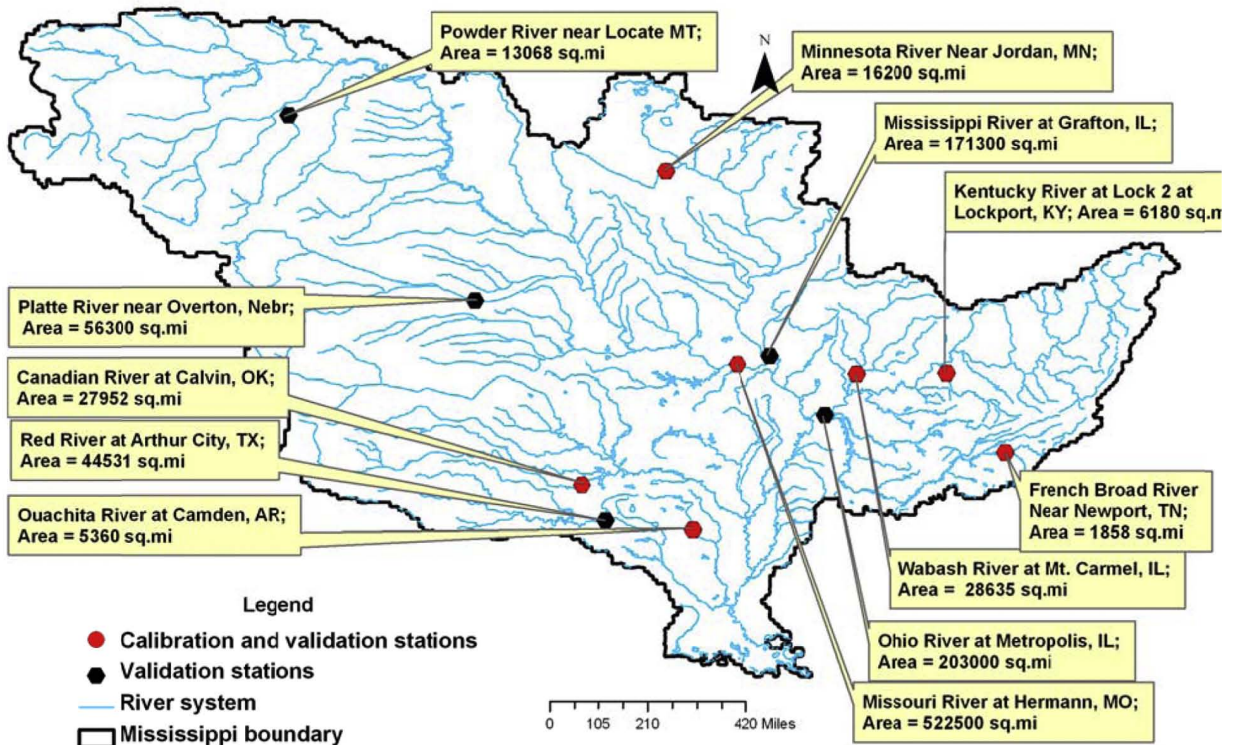 Powder River near Locate MT;
Area = 13068 sq.mi
N
Minnesota River Near Jordan, MN;
Area = 16200 sq.mi
Mississippi River at Grafton, IL;
Area = 171300 sq.mi
Kentucky River at Lock 2 at
Lockport, KY; Area = 6180 sq.m
Platte River near Overton, Nebr;
Area = 56300 sq.mi
Canadian River at Calvin, OK;
Area = 27952 sq.mi
Red River at Arthur City, TX;
Area = 44531 sq.mi
Ouachita River at Camden, AR;
Area = 5360 sq.mi
French Broad River
Near Newport, TN;
Area = 1858 sq.mi
Wabash River at Mt. Carmel, IL;
Area = 28635 sq.mi
Ohio River at Metropolis, IL;
Area = 203000 sq.mi
Missouri River at Hermann, MO;
Area = 522500 sq.mi
Legend
Calibration and validation stations
Validation stations
River system
Mississippi boundary
0 105 210 420 Miles